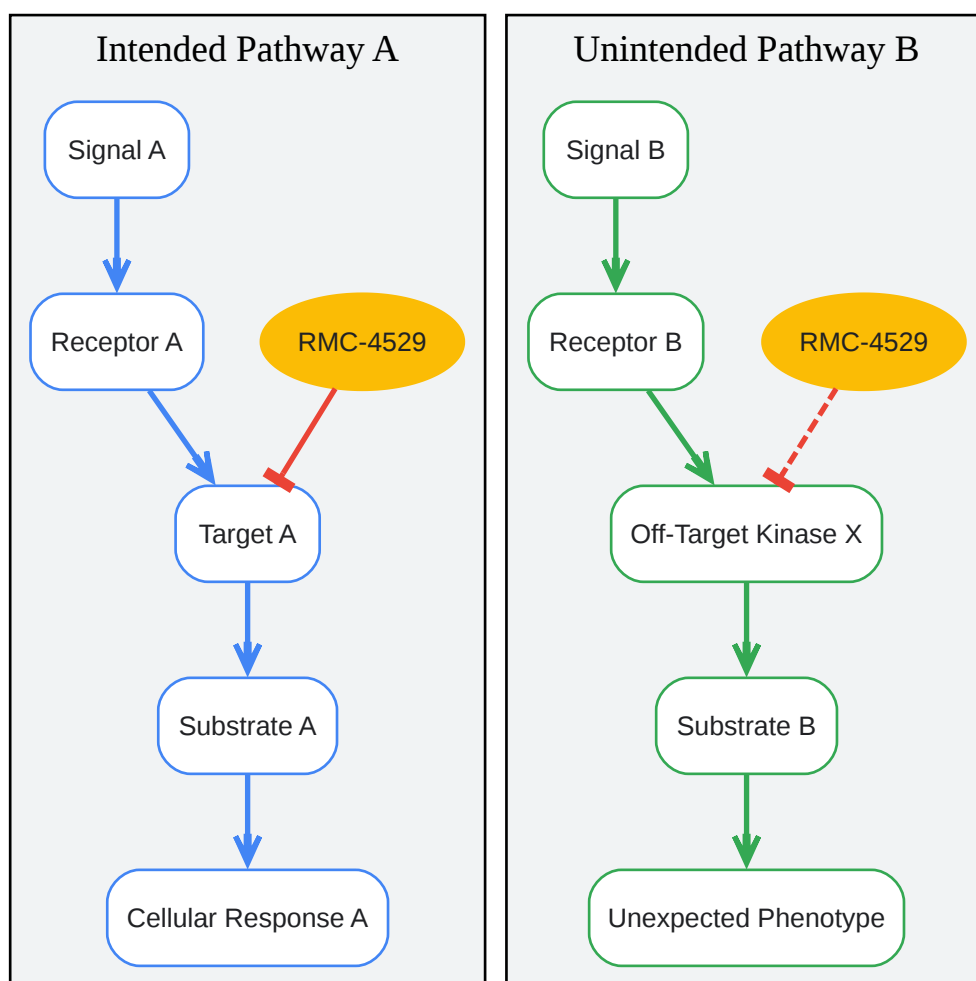 Intended Pathway A
Signal A
Receptor A
RMC-4529
Target A
Substrate A
Cellular Response A
Unintended Pathway B
Signal B
Receptor B
RMC-4529
Off-Target Kinase X
Substrate B
Unexpected Phenotype